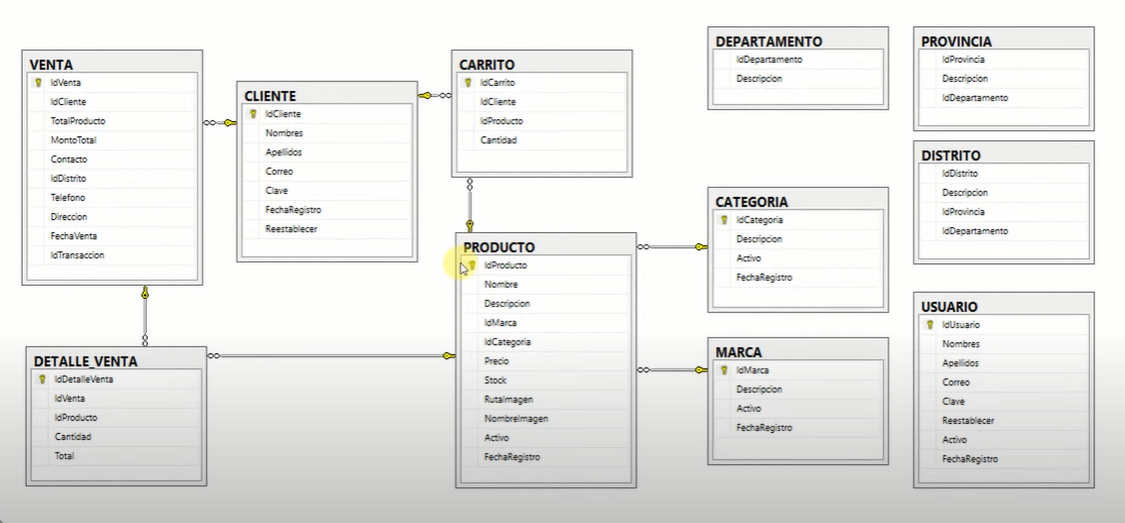 VENTA
IdVenta
IdCliente
TotalProducto
MontoTotal
Contacto
IdDistrito
Telefono
Direccion
FechaVenta
IdTransaccion
CLIENTE
IdCliente
Nombres
Apellidos
Correo
Clave
FechaRegistro
Reestablecer
CARRITO
IdCarrito
IdCliente
IdProducto
Cantidad
DEPARTAMENTO
IdDepartamento
Descripcion
PROVINCIA
IdProvincia
Descripcion
IdDepartamento
DISTRITO
IdDistrito
Descripcion
IdProvincia
IdDepartamento
CATEGORIA
IdCategoria
Descripcion
Activo
FechaRegistro
PRODUCTO
IdProducto
Nombre
Descripcion
IdMarca
IdCategoria
Precio
Stock
RutaImagen
NombreImagen
Activo
FechaRegistro
USUARIO
IdUsuario
Nombres
Apellidos
Correo
Clave
Reestablecer
Activo
FechaRegistro
MARCA
IdMarca
Descripcion
Activo
FechaRegistro
DETALLE_VENTA
IdDetalleVenta
IdVenta
IdProducto
Cantidad
Total